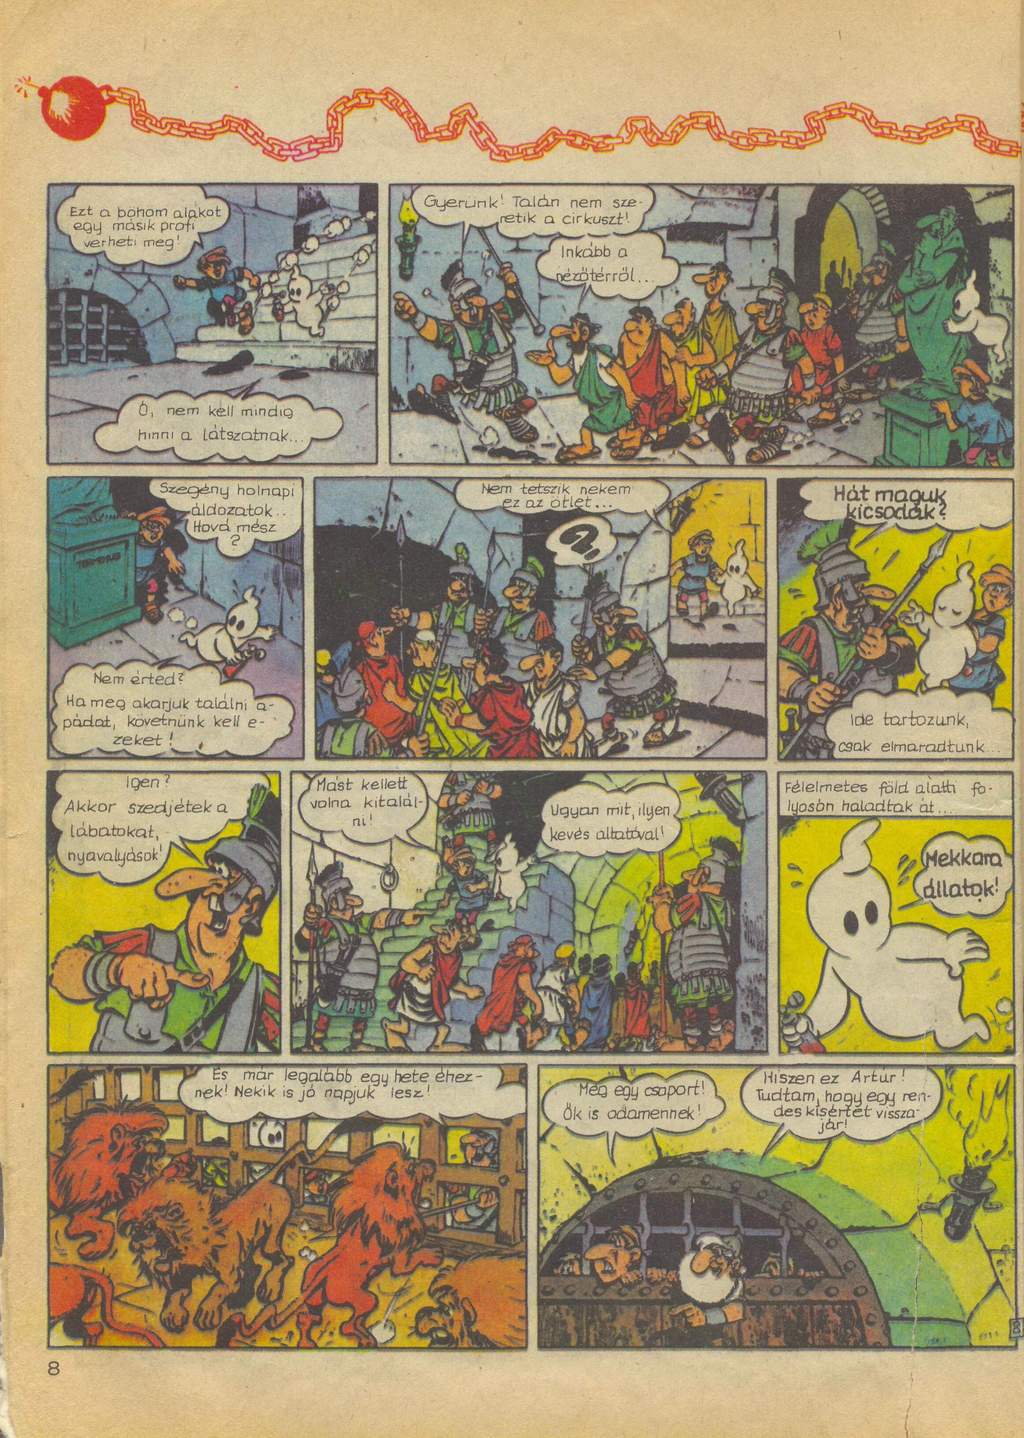 Ezt a böhöm alakot
egy másik profi
verheti meg!
Ó, nem kell mindig
hinni a látszatnak...
Gyerünk! Talán nem sze-
retik a cirkuszt!
Inkább a
nézőtérről...
Szegény holnapi
áldozatok..
Hová mész
?
Nem érted?
Ha meg akarjuk találni a-
pádat, követnünk kell e-
zeket!
Nem tetszik nekem
ez az ötlet...
?
Hát maguk
kicsodák?
Ide tartozunk,
csak elmaradtunk...
Igen?
Akkor szedjétek a
lábatokat,
nyavalyások!
Mást kellett
volna kitalál-
ni!
Ugyan mit, ilyen
kevés altatóval!
Félelmetes föld alatti fo-
lyosón haladtak át...
Mekkora
állatok!
És már legalább egy hete éhez-
nek! Nekik is jó napjuk lesz!
Még egy csoport!
Ők is odamennek!
Hiszen ez Artúr!
Tudtam, hogy egy ren-
des kísértet vissza-
jár!
8
8